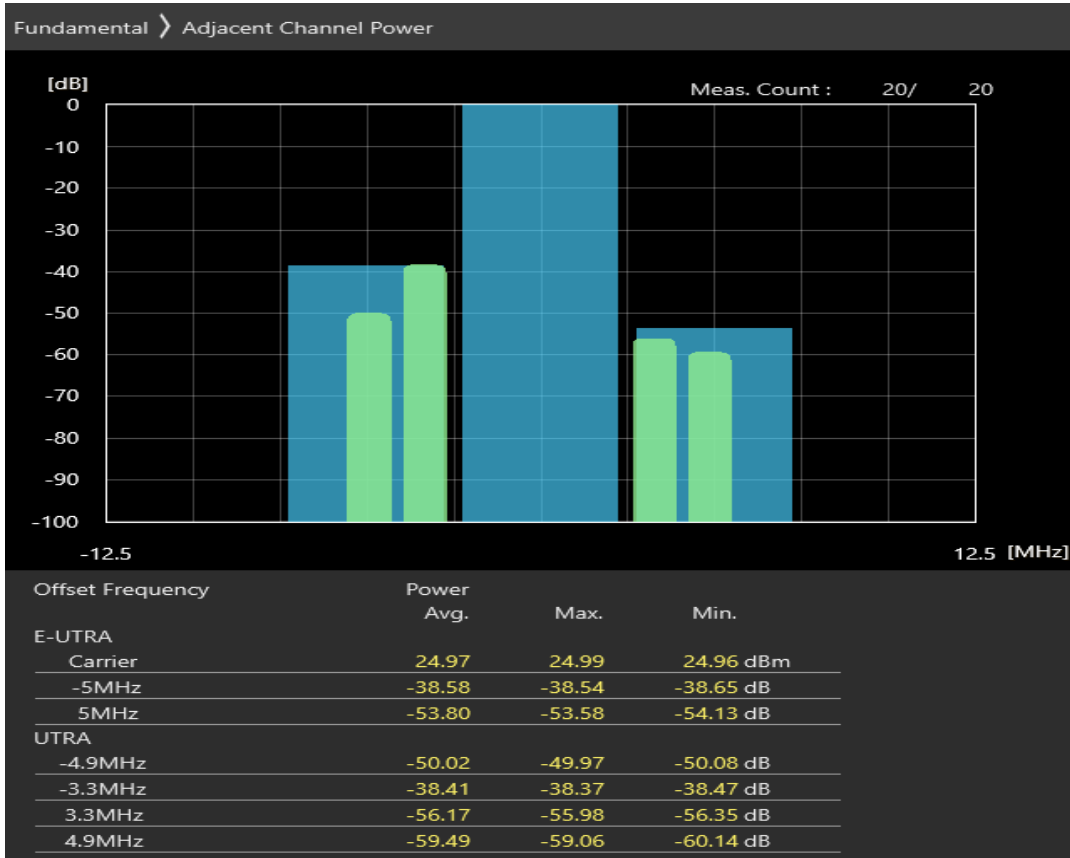 Fundamental 〉 Adjacent Channel Power
[dB]
Meas. Count : 20/ 20
0
-10
-20
-30
-40
-50
-60
-70
-80
-90
-100
-12.5 12.5 [MHz]
Offset Frequency Power
Avg. Max. Min.
E-UTRA
Carrier 24.97 24.99 24.96 dBm
-5MHz -38.58 -38.54 -38.65 dB
5MHz -53.80 -53.58 -54.13 dB
UTRA
-4.9MHz -50.02 -49.97 -50.08 dB
-3.3MHz -38.41 -38.37 -38.47 dB
3.3MHz -56.17 -55.98 -56.35 dB
4.9MHz -59.49 -59.06 -60.14 dB